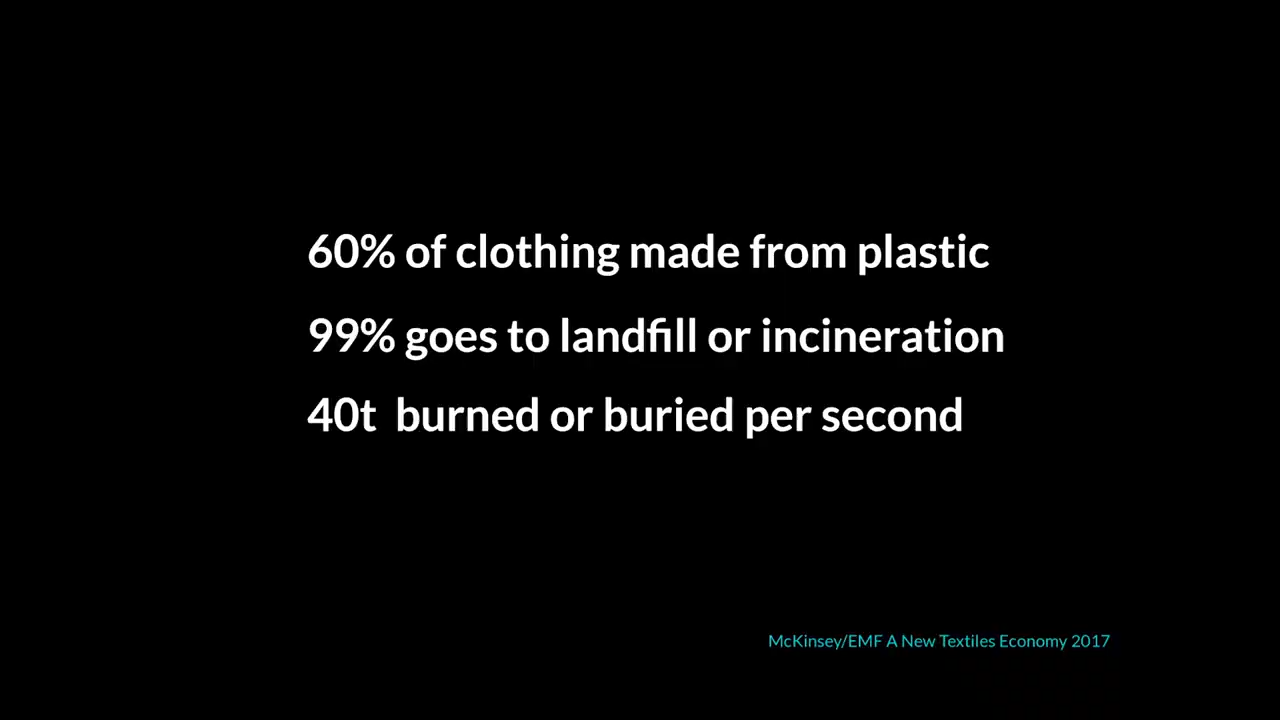 60% of clothing made from plastic
99% goes to landfill or incineration
40t  burned or buried per second
McKinsey/EMF A New Textiles Economy 2017